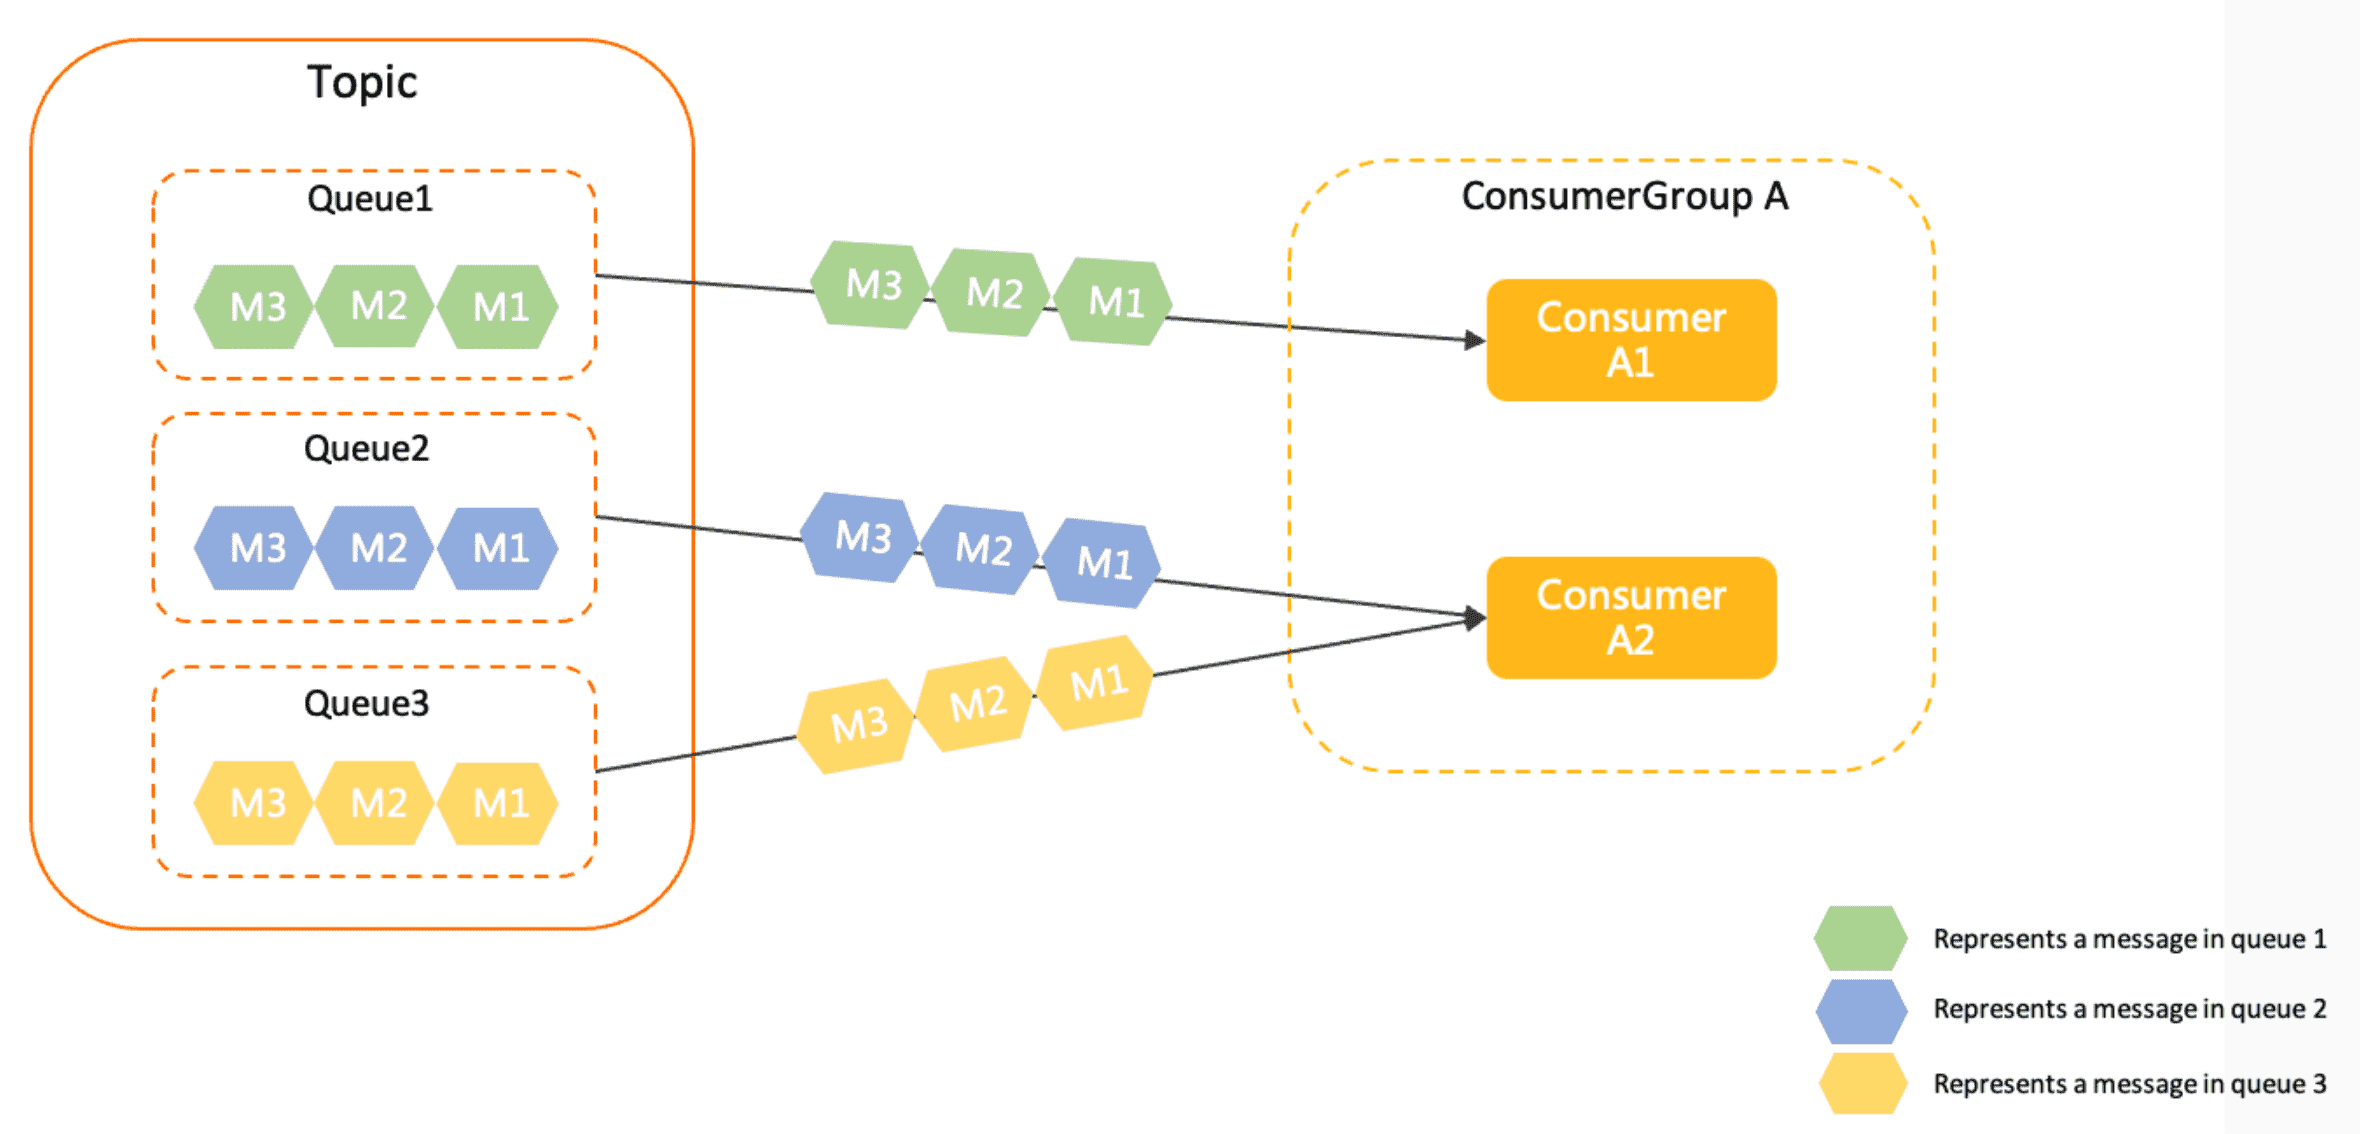 Topic
Queue1
M3 M2 M1
M3 M2 M1
ConsumerGroup A
Consumer
A1
Queue2
M3 M2 M1
M3 M2 M1
Consumer
A2
Queue3
M3 M2 M1
M3 M2 M1
Represents a message in queue 1
Represents a message in queue 2
Represents a message in queue 3